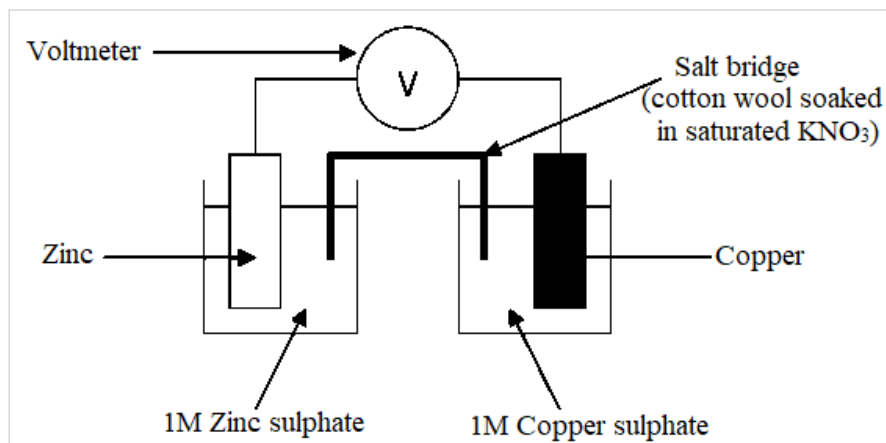 Voltmeter
V
Salt bridge
(cotton wool soaked
in saturated KNO₃)
Zinc
Copper
1M Zinc sulphate
1M Copper sulphate